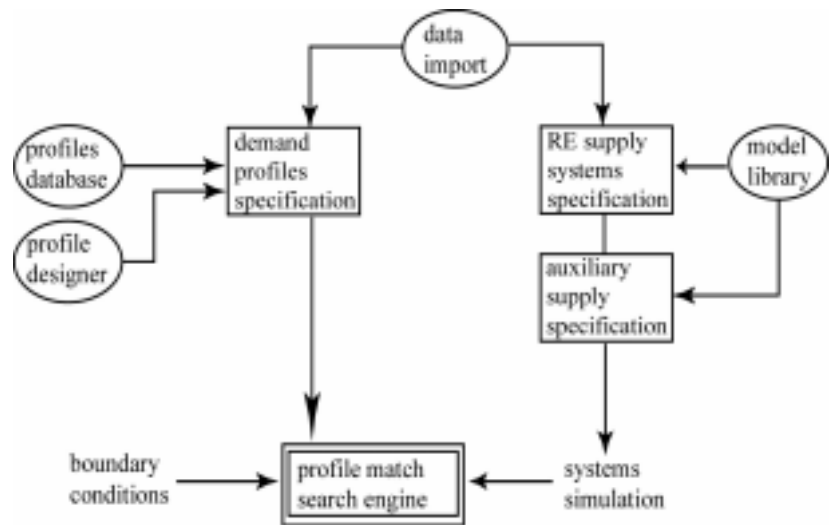 data
import
profiles
database
demand
profiles
specification
RE supply
systems
specification
model
library
profile
designer
auxiliary
supply
specification
boundary
conditions
profile match
search engine
systems
simulation